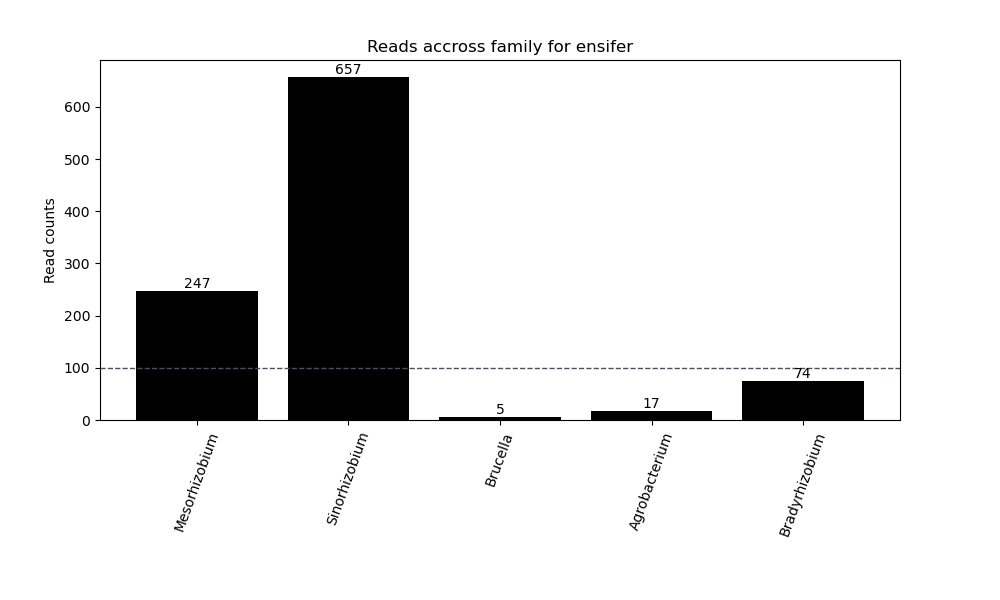 Reads accross family for ensifer
657
600
500
400
300
247
200
100
74
17
5
0
Read counts
Mesorhizobium
Sinorhizobium
Brucella
Agrobacterium
Bradyrhizobium